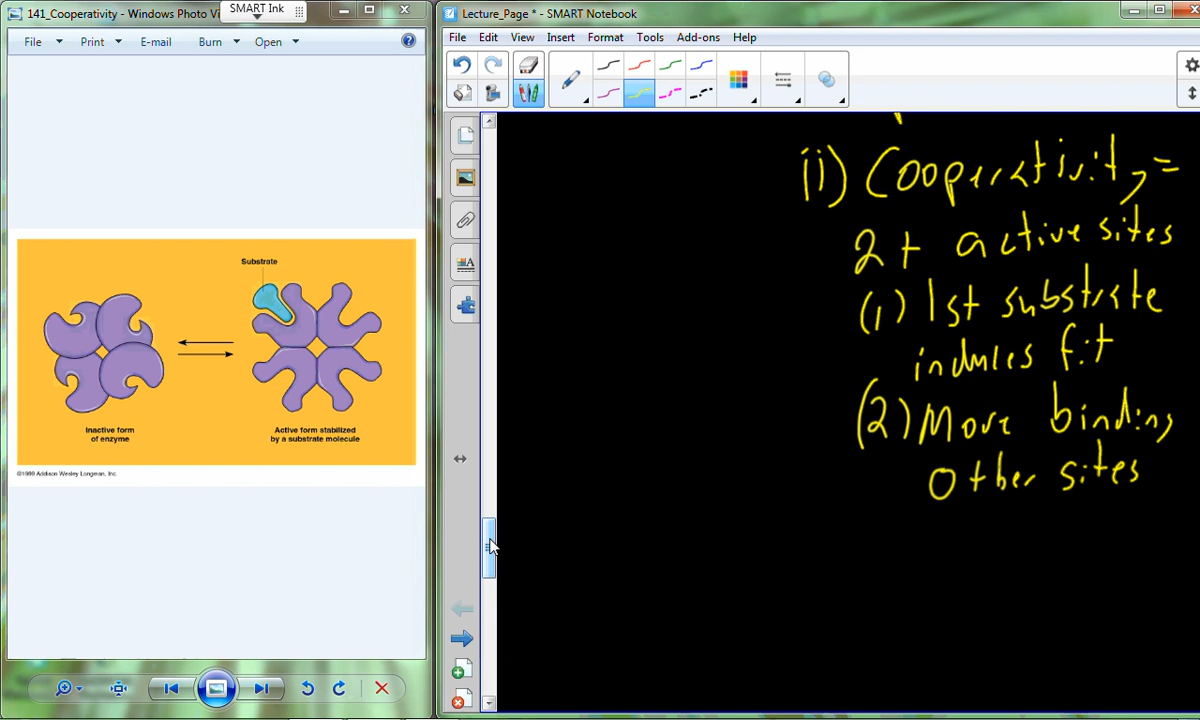 141_Cooperativity - Windows Photo Vi
SMART Ink
File Print E-mail Burn Open
Substrate
Inactive form
of enzyme
Active form stabilized
by a substrate molecule
©1999 Addison Wesley Longman, Inc.
Lecture_Page * - SMART Notebook
File Edit View Insert Format Tools Add-ons Help
ii) Cooperativity =
2+ active sites
(1) 1st substrate
induces fit
(2) More binding
other sites